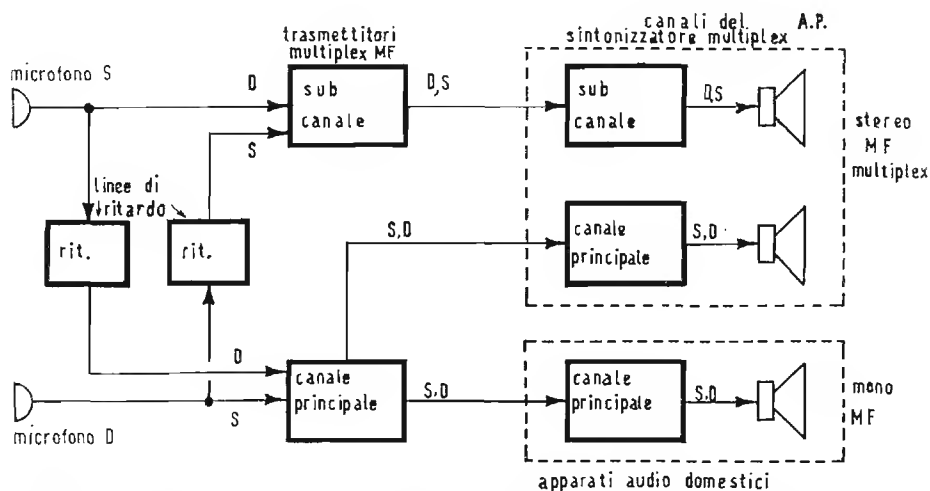 canali del A.P.
sintonizzatore multiplex
trasmettitori
multiplex MF
microfono S
D
sub
canale
D,S
sub
canale
D,S
stereo
MF
multiplex
S
linee di
ritardo
rit.
rit.
S,D
canale
principale
S,D
D
canale
principale
S,D
canale
principale
S,D
mono
MF
S
microfono D
apparati audio domestici